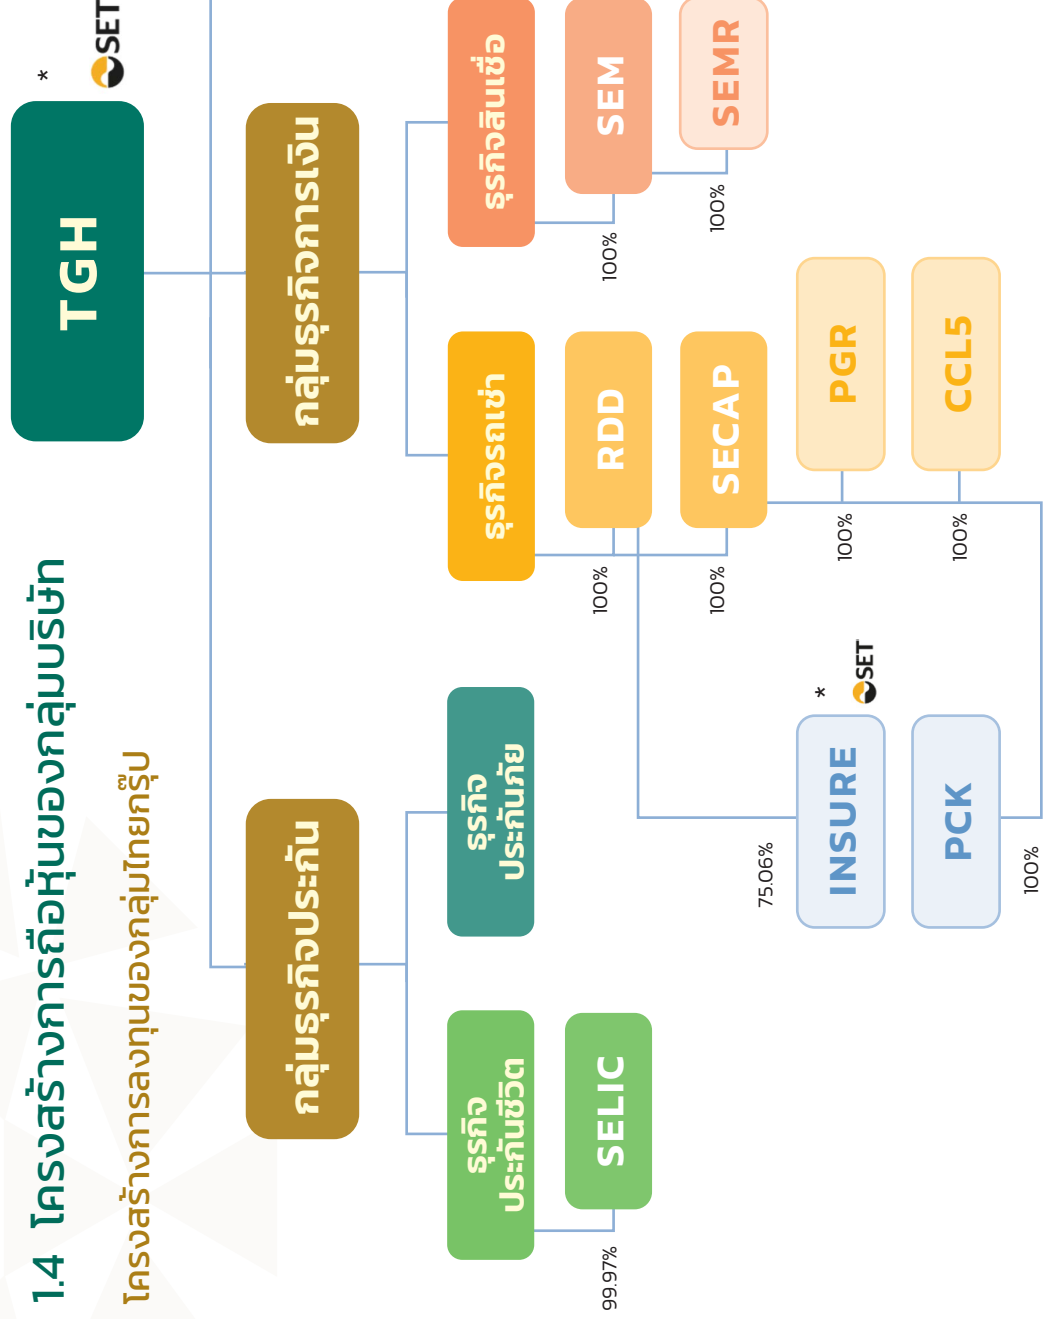 1.4 โครงสร้างการถือหุ้นของกลุ่มบริษัท
โครงสร้างการลงทุนของกลุ่มไทยกรุ๊ป
TGH
*
SET
กลุ่มธุรกิจประกัน
กลุ่มธุรกิจการเงิน
ธุรกิจ
ประกันชีวิต
ธุรกิจ
ประกันภัย
ธุรกิจรถเช่า
ธุรกิจสินเชื่อ
99.97%
SELIC
100%
RDD
100%
SEM
100%
SECAP
100%
SEMR
75.06%
INSURE
*
SET
100%
PGR
100%
PCK
100%
CCL5